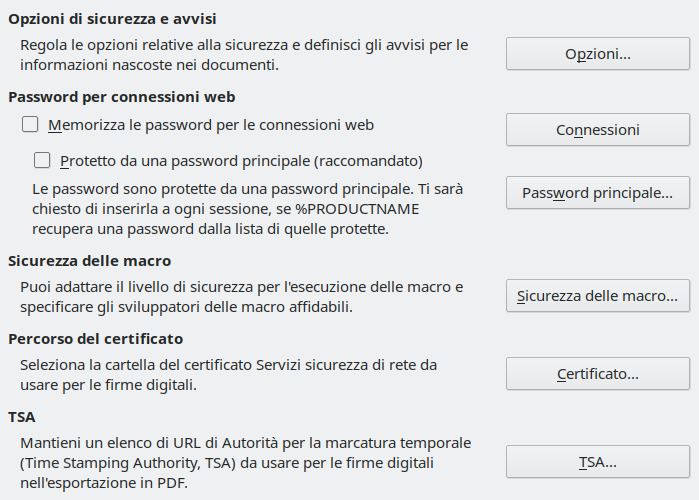 Opzioni di sicurezza e avvisi
Regola le opzioni relative alla sicurezza e definisci gli avvisi per le
informazioni nascoste nei documenti.
Opzioni...
Password per connessioni web
Memorizza le password per le connessioni web
Connessioni
Protetto da una password principale (raccomandato)
Le password sono protette da una password principale. Ti sarà
chiesto di inserirla a ogni sessione, se %PRODUCTNAME
recupera una password dalla lista di quelle protette.
Password principale...
Sicurezza delle macro
Puoi adattare il livello di sicurezza per l'esecuzione delle macro e
specificare gli sviluppatori delle macro affidabili.
Sicurezza delle macro...
Percorso del certificato
Seleziona la cartella del certificato Servizi sicurezza di rete da
usare per le firme digitali.
Certificato...
TSA
Mantieni un elenco di URL di Autorità per la marcatura temporale
(Time Stamping Authority, TSA) da usare per le firme digitali
nell'esportazione in PDF.
TSA...